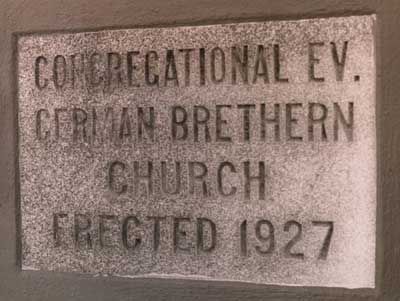 CONGREGATIONAL EV.
GERMAN BRETHERN
CHURCH
ERECTED 1927